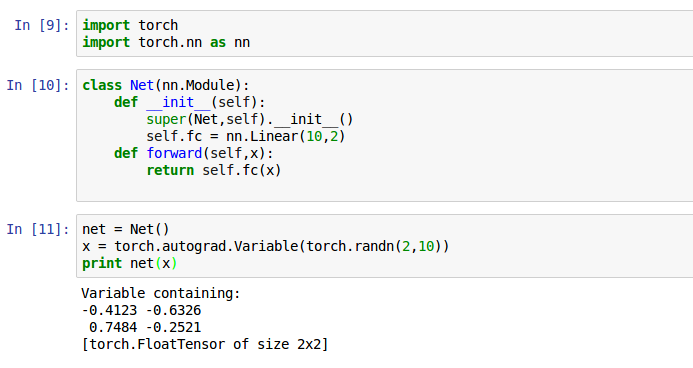 In [9]: import torch
import torch.nn as nn
In [10]: class Net(nn.Module):
    def __init__(self):
        super(Net,self).__init__()
        self.fc = nn.Linear(10,2)
    def forward(self,x):
        return self.fc(x)
In [11]: net = Net()
x = torch.autograd.Variable(torch.randn(2,10))
print net(x)
Variable containing:
-0.4123 -0.6326
 0.7484 -0.2521
[torch.FloatTensor of size 2x2]